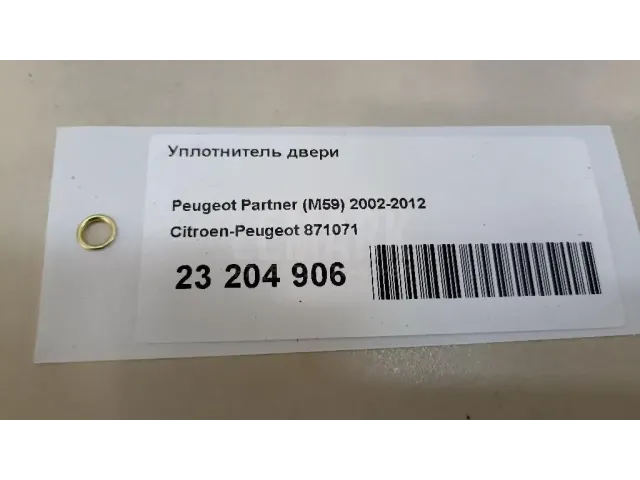 Уплотнитель двери
Peugeot Partner (M59) 2002-2012
Citroen-Peugeot 871071
23 204 906